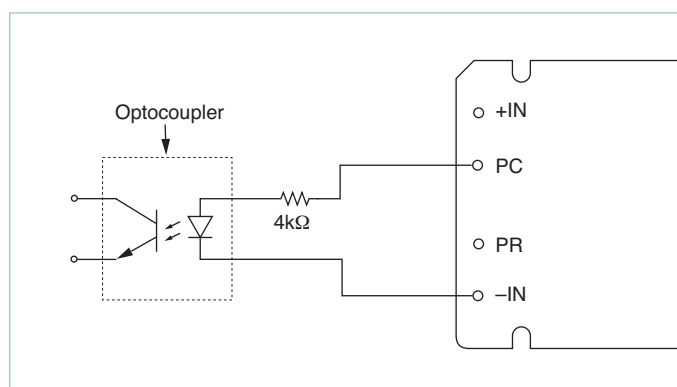 +IN
Optocoupler
PC
4kΩ
PR
–IN